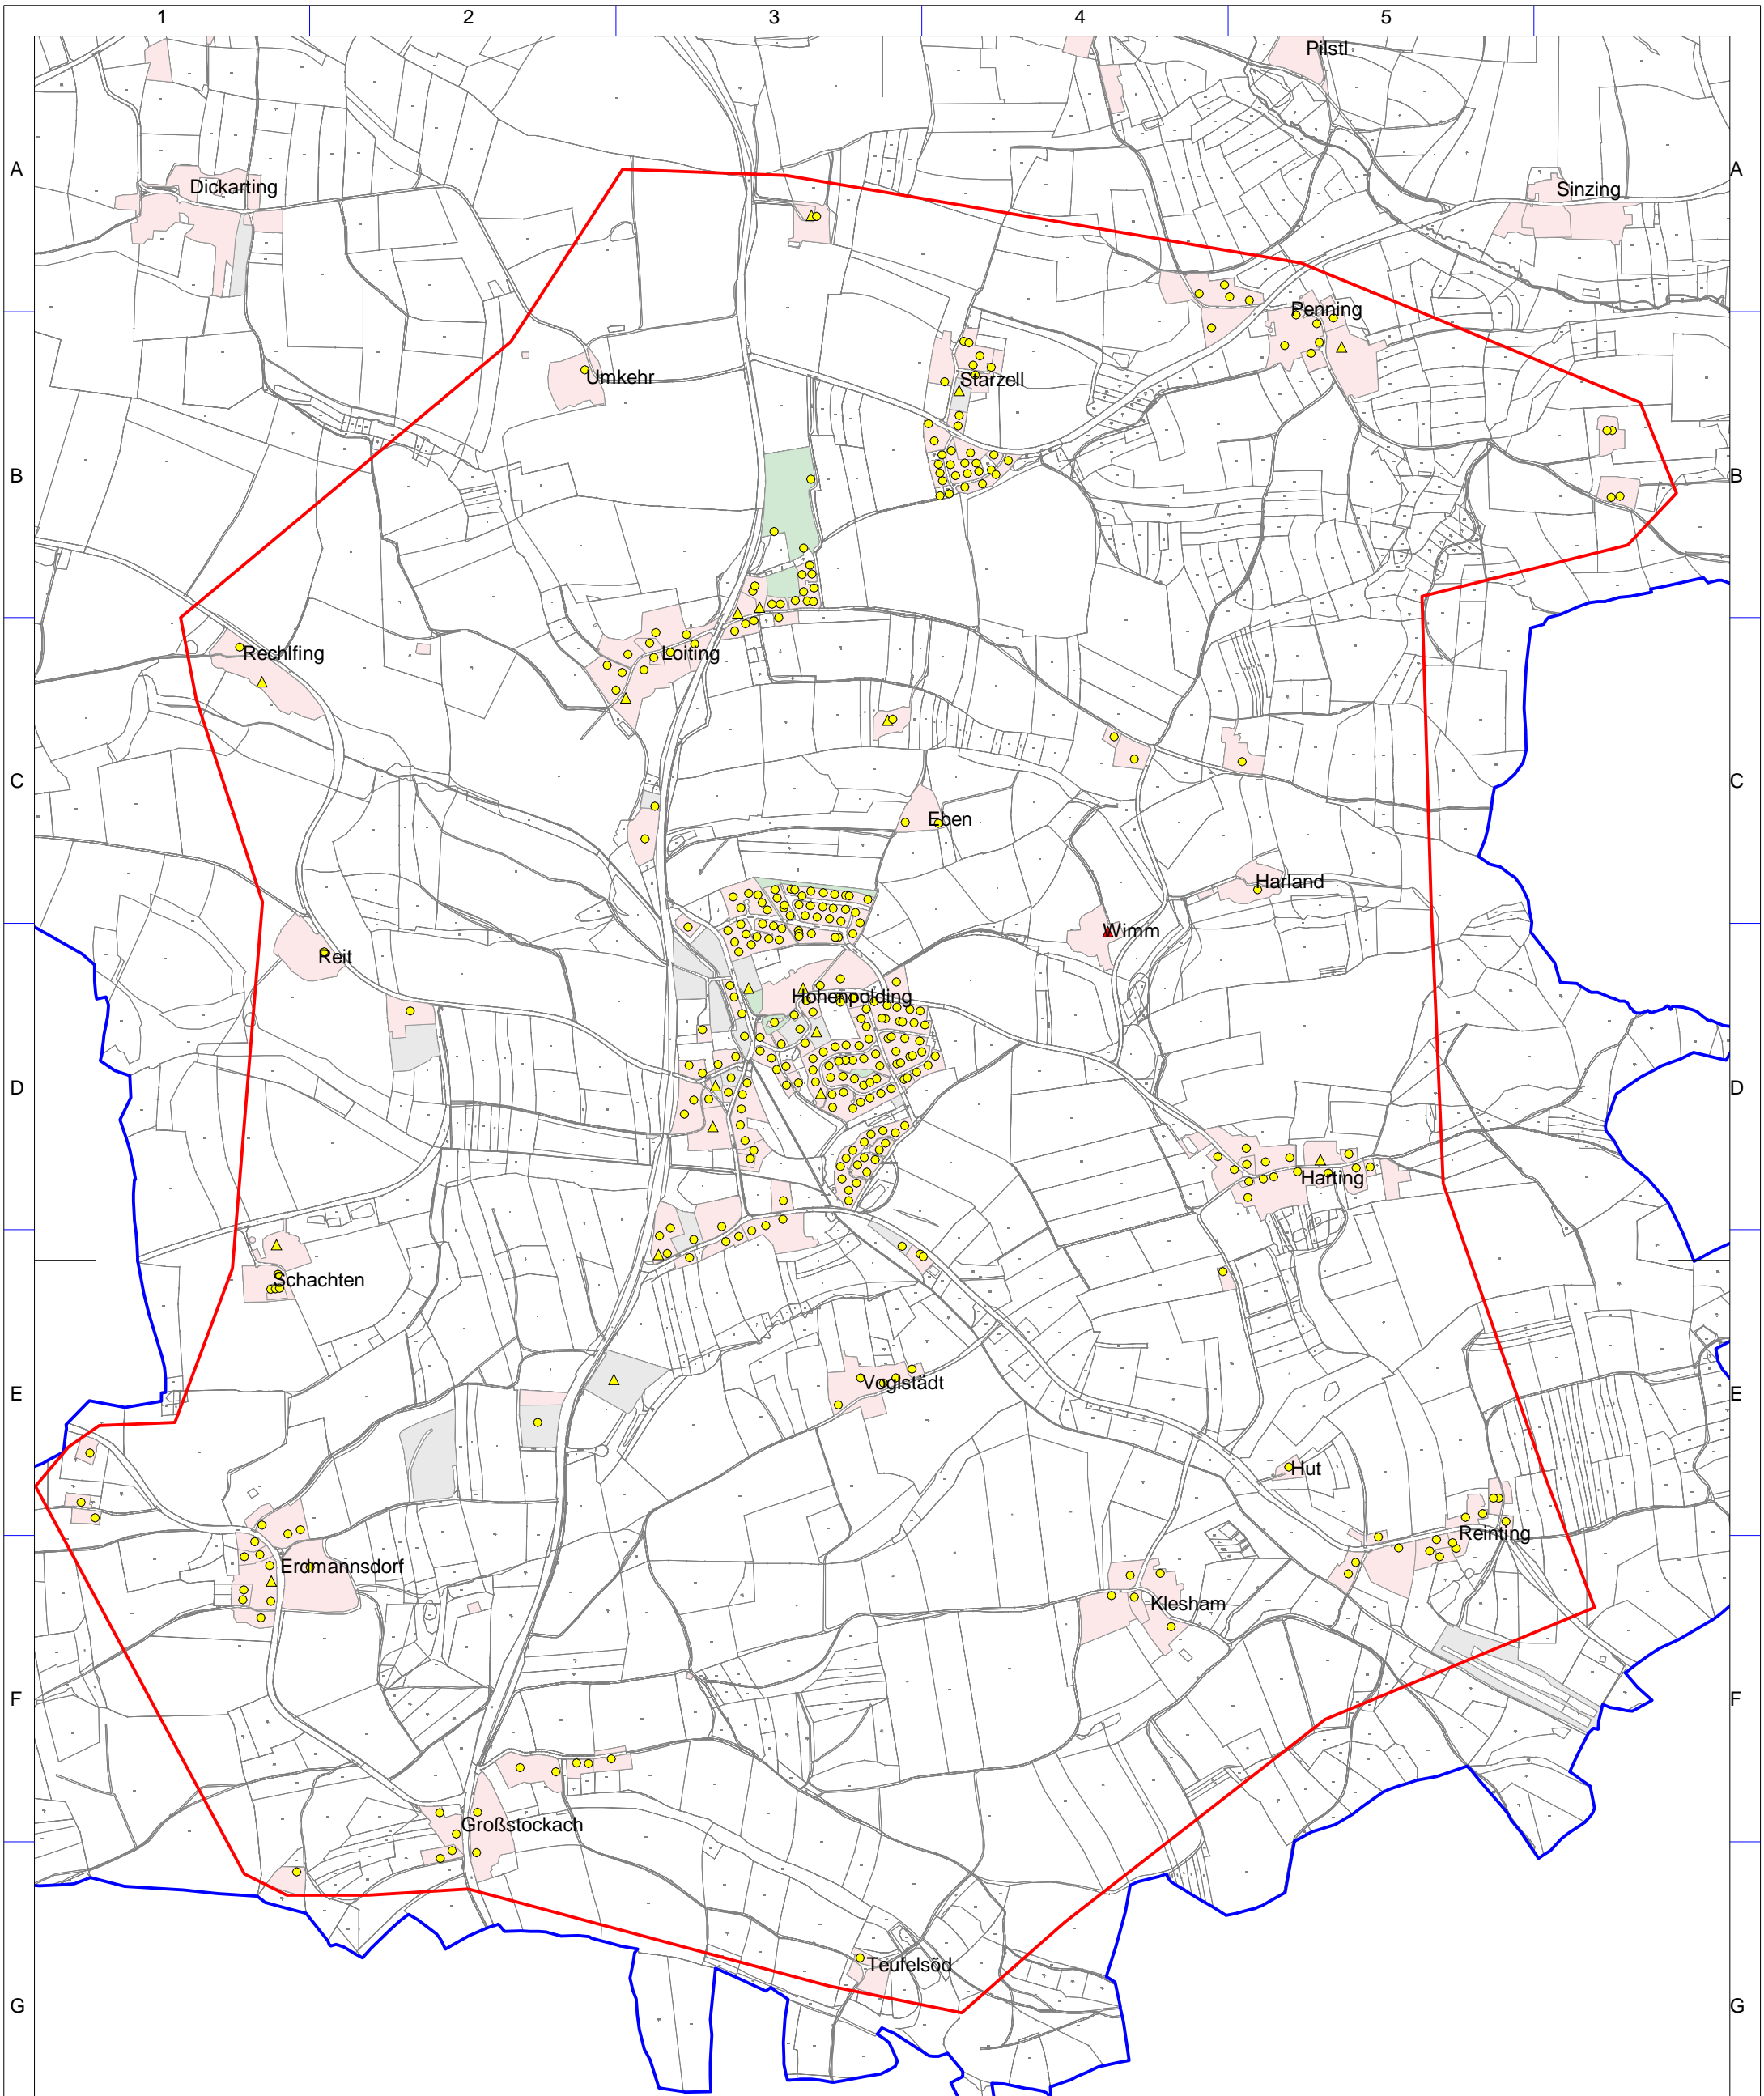 1 2 3 4 5
Pilstl
A A
Dickarting
Sinzing
Penning
Umkehr
Starzell
B B
Rechlfing
Loiting
C C
Eben
Harland
Wimm
Reit
Hohenpolding
D D
Harting
Schachten
Voglstädt
E E
Hut
Reinting
Erdmannsdorf
Klesham
F F
Großstockach
Teufelsöd
G G